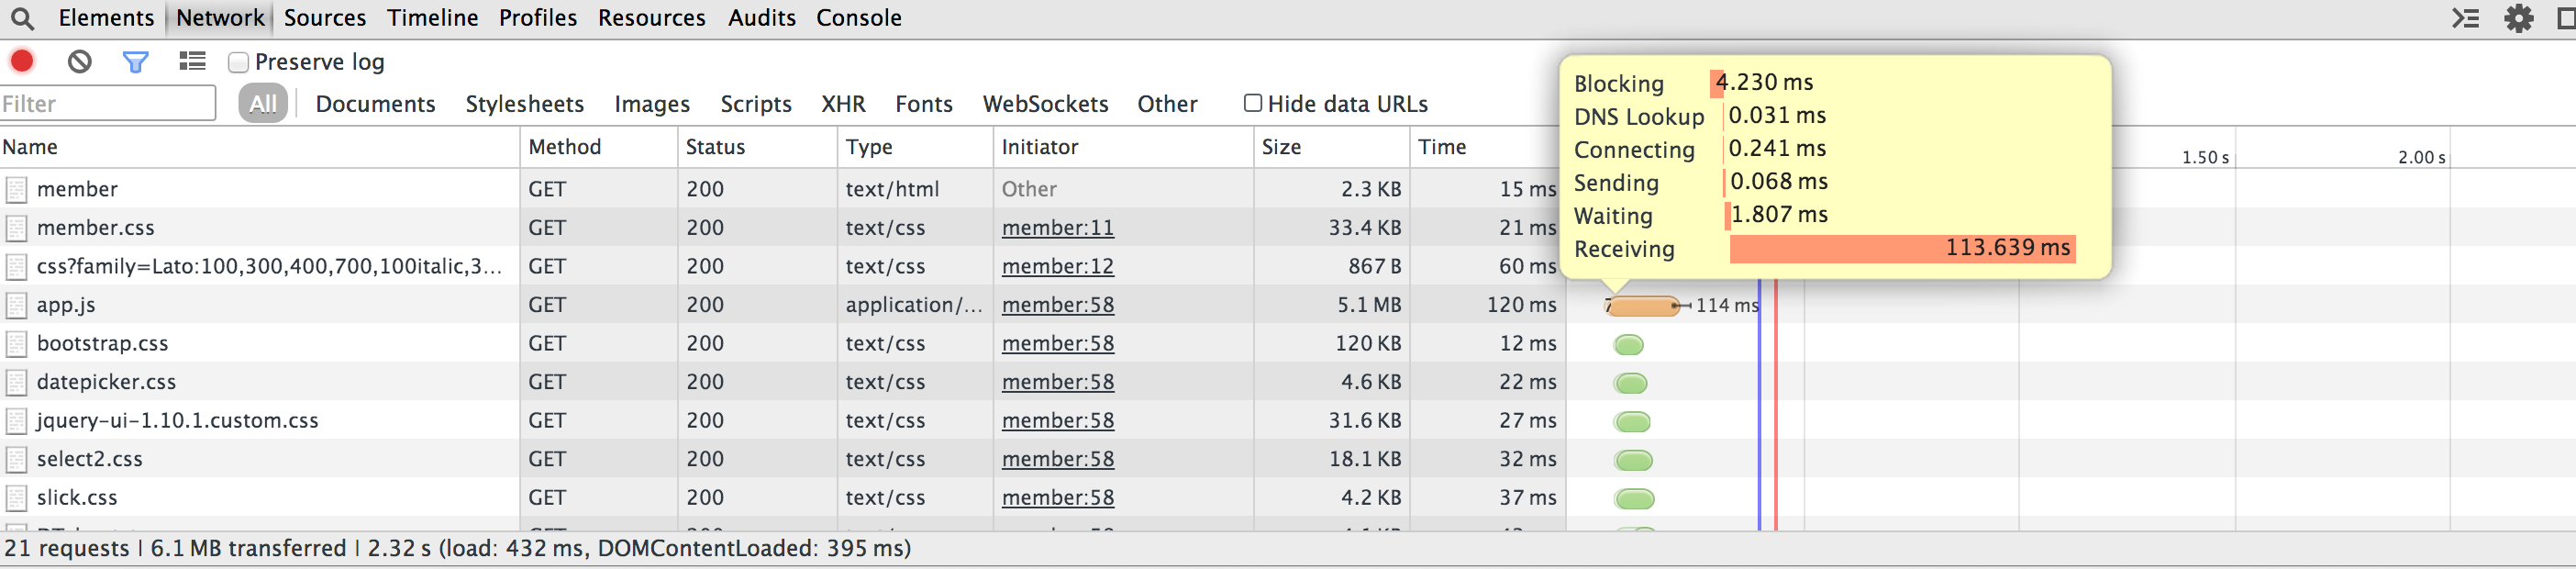 Elements Network Sources Timeline Profiles Resources Audits Console
Preserve log
Filter All Documents Stylesheets Images Scripts XHR Fonts WebSockets Other Hide data URLs
Name Method Status Type Initiator Size Time 1.50 s 2.00 s
Blocking 4.230 ms
DNS Lookup 0.031 ms
Connecting 0.241 ms
Sending 0.068 ms
Waiting 1.807 ms
Receiving 113.639 ms
member GET 200 text/html Other 2.3 KB 15 ms
member.css GET 200 text/css member:11 33.4 KB 21 ms
css?family=Lato:100,300,400,700,100italic,3... GET 200 text/css member:12 867 B 60 ms
app.js GET 200 application/... member:58 5.1 MB 120 ms 114 ms
bootstrap.css GET 200 text/css member:58 120 KB 12 ms
datepicker.css GET 200 text/css member:58 4.6 KB 22 ms
jquery-ui-1.10.1.custom.css GET 200 text/css member:58 31.6 KB 27 ms
select2.css GET 200 text/css member:58 18.1 KB 32 ms
slick.css GET 200 text/css member:58 4.2 KB 37 ms
21 requests | 6.1 MB transferred | 2.32 s (load: 432 ms, DOMContentLoaded: 395 ms)